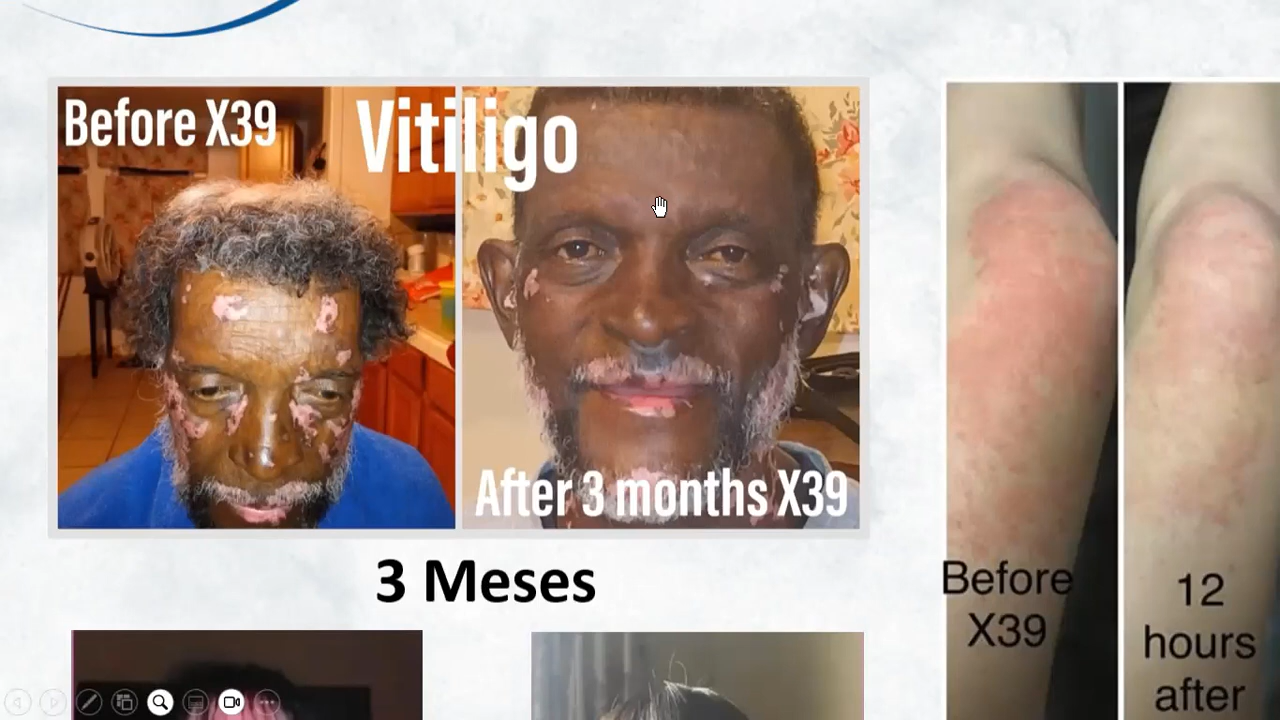 Before X39
Vitiligo
After 3 months X39
3 Meses
Before
X39
12
hours
after